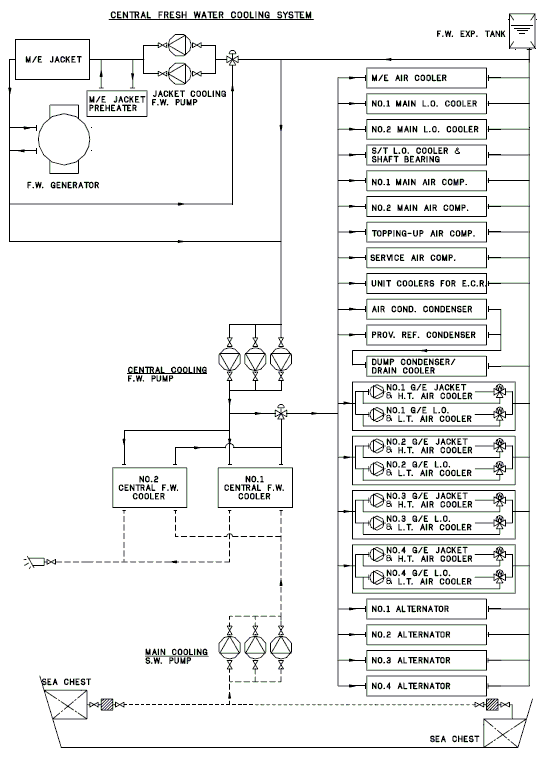 CENTRAL FRESH WATER COOLING SYSTEM
F.W. EXP. TANK
M/E JACKET
M/E JACKET
PREHEATER
JACKET COOLING
F.W. PUMP
F.W. GENERATOR
M/E AIR COOLER
NO.1 MAIN L.O. COOLER
NO.2 MAIN L.O. COOLER
S/T L.O. COOLER &
SHAFT BEARING
NO.1 MAIN AIR COMP.
NO.2 MAIN AIR COMP.
TOPPING-UP AIR COMP.
SERVICE AIR COMP.
UNIT COOLERS FOR E.C.R.
AIR COND. CONDENSER
PROV. REF. CONDENSER
DUMP CONDENSER/
DRAIN COOLER
CENTRAL COOLING
F.W. PUMP
NO.1 G/E JACKET
& H.T. AIR COOLER
NO.1 G/E L.O.
& L.T. AIR COOLER
NO.2 G/E JACKET
& H.T. AIR COOLER
NO.2 G/E L.O.
& L.T. AIR COOLER
NO.3 G/E JACKET
& H.T. AIR COOLER
NO.3 G/E L.O.
& L.T. AIR COOLER
NO.4 G/E JACKET
& H.T. AIR COOLER
NO.4 G/E L.O.
& L.T. AIR COOLER
NO.2
CENTRAL F.W.
COOLER
NO.1
CENTRAL F.W.
COOLER
NO.1 ALTERNATOR
NO.2 ALTERNATOR
NO.3 ALTERNATOR
NO.4 ALTERNATOR
MAIN COOLING
S.W. PUMP
SEA CHEST
SEA CHEST